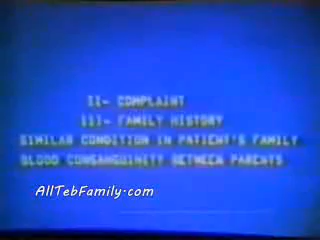 II- COMPLAINT
III- FAMILY HISTORY
SIMILAR CONDITION IN PATIENT'S FAMILY
BLOOD CONSANGUINITY BETWEEN PARENTS
AllTebFamily.com